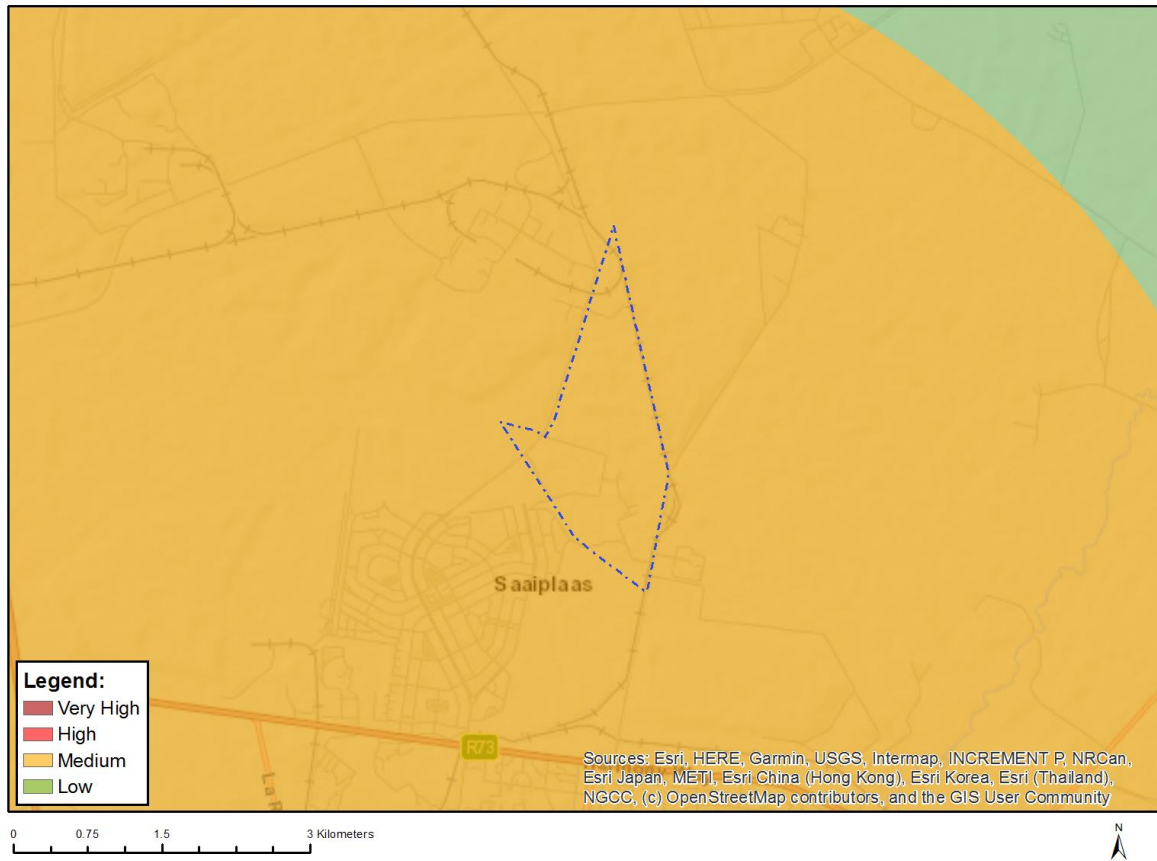 Saaiplaas
Legend:
Very High
High
Medium
Low
R73
La R
Sources: Esri, HERE, Garmin, USGS, Intermap, INCREMENT P, NRCan,
Esri Japan, METI, Esri China (Hong Kong), Esri Korea, Esri (Thailand),
NGCC, (c) OpenStreetMap contributors, and the GIS User Community
0 0.75 1.5 3 Kilometers
N